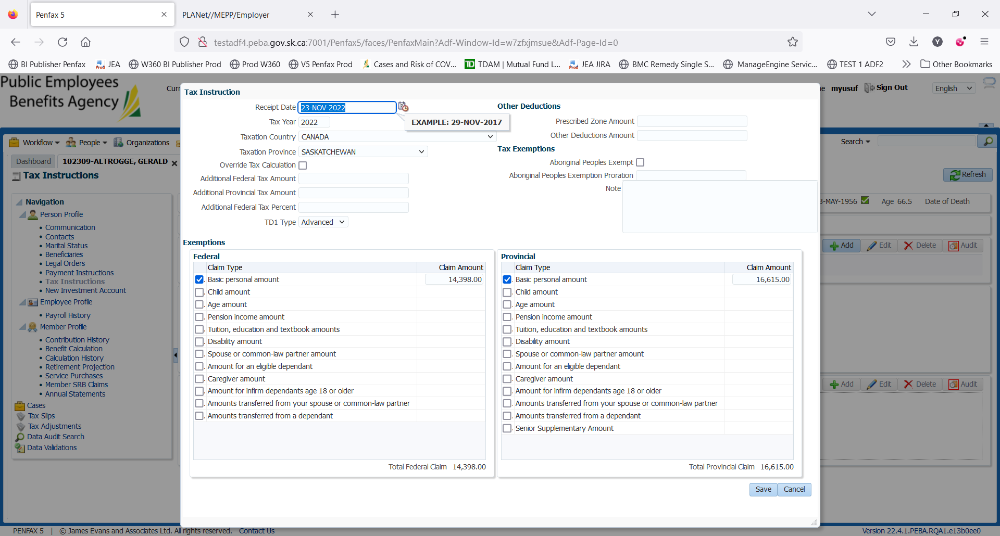 Penfax 5
PLANet//MEPP/Employer
testadf4.peba.gov.sk.ca:7001/Penfax5/faces/PenfaxMain?Adf-Window-Id=w7zfxjmsue&Adf-Page-Id=0
Y
BI Publisher Penfax
Prod JEA
W360 BI Publisher Prod
Prod W360
V5 Penfax Prod
Cases and Risk of COV...
TD TDAM | Mutual Fund L...
Prod JEA JIRA
BMC Remedy Single S...
ManageEngine Servic...
TEST 1 ADF2
Other Bookmarks
Public Employees
Benefits Agency
Curr
myusuf
Sign Out
English
Workflow
People
Organizations
Search
Dashboard
102309-ALTROGGE, GERALD
Tax Instructions
Refresh
Navigation
Person Profile
Communication
Contacts
Marital Status
Beneficiaries
Legal Orders
Payment Instructions
Tax Instructions
New Investment Account
Employee Profile
Payroll History
Member Profile
Contribution History
Benefit Calculation
Calculation History
Retirement Projection
Service Purchases
Member SRB Claims
Annual Statements
Cases
Tax Slips
Tax Adjustments
Data Audit Search
Data Validations
-MAY-1956
Age 66.5
Date of Death
Add Edit Delete Audit
Add Edit Delete Audit
Tax Instruction
Receipt Date 23-NOV-2022
EXAMPLE: 29-NOV-2017
Tax Year 2022
Taxation Country CANADA
Taxation Province SASKATCHEWAN
Override Tax Calculation
Additional Federal Tax Amount
Additional Provincial Tax Amount
Additional Federal Tax Percent
TD1 Type Advanced
Other Deductions
Prescribed Zone Amount
Other Deductions Amount
Tax Exemptions
Aboriginal Peoples Exempt
Aboriginal Peoples Exemption Proration
Note
Exemptions
Federal
Claim Type Claim Amount
Basic personal amount 14,398.00
Child amount
Age amount
Pension income amount
Tuition, education and textbook amounts
Disability amount
Spouse or common-law partner amount
Amount for an eligible dependant
Caregiver amount
Amount for infirm dependants age 18 or older
Amounts transferred from your spouse or common-law partner
Amounts transferred from a dependant
Total Federal Claim 14,398.00
Provincial
Claim Type Claim Amount
Basic personal amount 16,615.00
Child amount
Age amount
Pension income amount
Tuition, education and textbook amounts
Disability amount
Spouse or common-law partner amount
Amount for an eligible dependant
Caregiver amount
Amount for infirm dependants age 18 or older
Amounts transferred from your spouse or common-law partner
Amounts transferred from a dependant
Senior Supplementary Amount
Total Provincial Claim 16,615.00
Save Cancel
PENFAX 5 | © James Evans and Associates Ltd. All rights reserved. Contact Us
Version 22.4.1.PEBA.RQA1.e13b0ee0